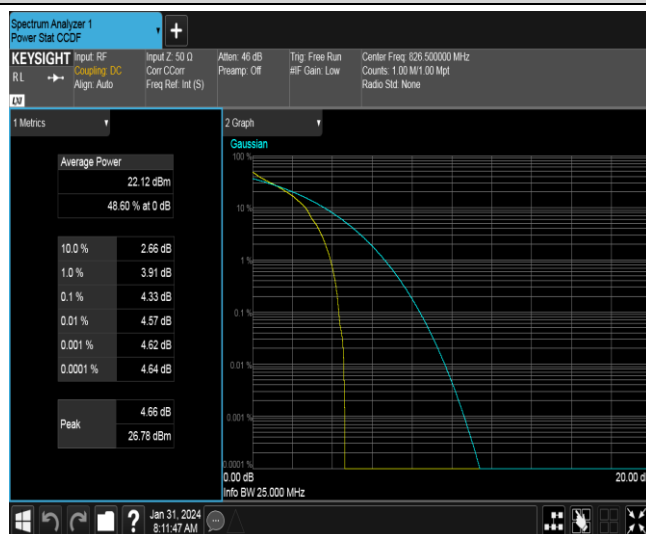 Spectrum Analyzer 1
Power Stat CCDF
+
KEYSIGHT Input: RF Input Z: 50 Ω Atten: 46 dB Trig: Free Run Center Freq: 826.500000 MHz
RL Coupling: DC Corr CCorr Preamp: Off #IF Gain: Low Counts: 1.00 M/1.00 Mpt
Align: Auto Freq Ref: Int (S) Radio Std: None
LXI
1 Metrics
Average Power
22.12 dBm
48.60 % at 0 dB
10.0 % 2.66 dB
1.0 % 3.91 dB
0.1 % 4.33 dB
0.01 % 4.57 dB
0.001 % 4.62 dB
0.0001 % 4.64 dB
Peak 4.66 dB
26.78 dBm
2 Graph
Gaussian
100 %
10 %
1 %
0.1 %
0.01 %
0.001 %
0.0001 %
0.00 dB 20.00 d
Info BW 25.000 MHz
? Jan 31, 2024
8:11:47 AM